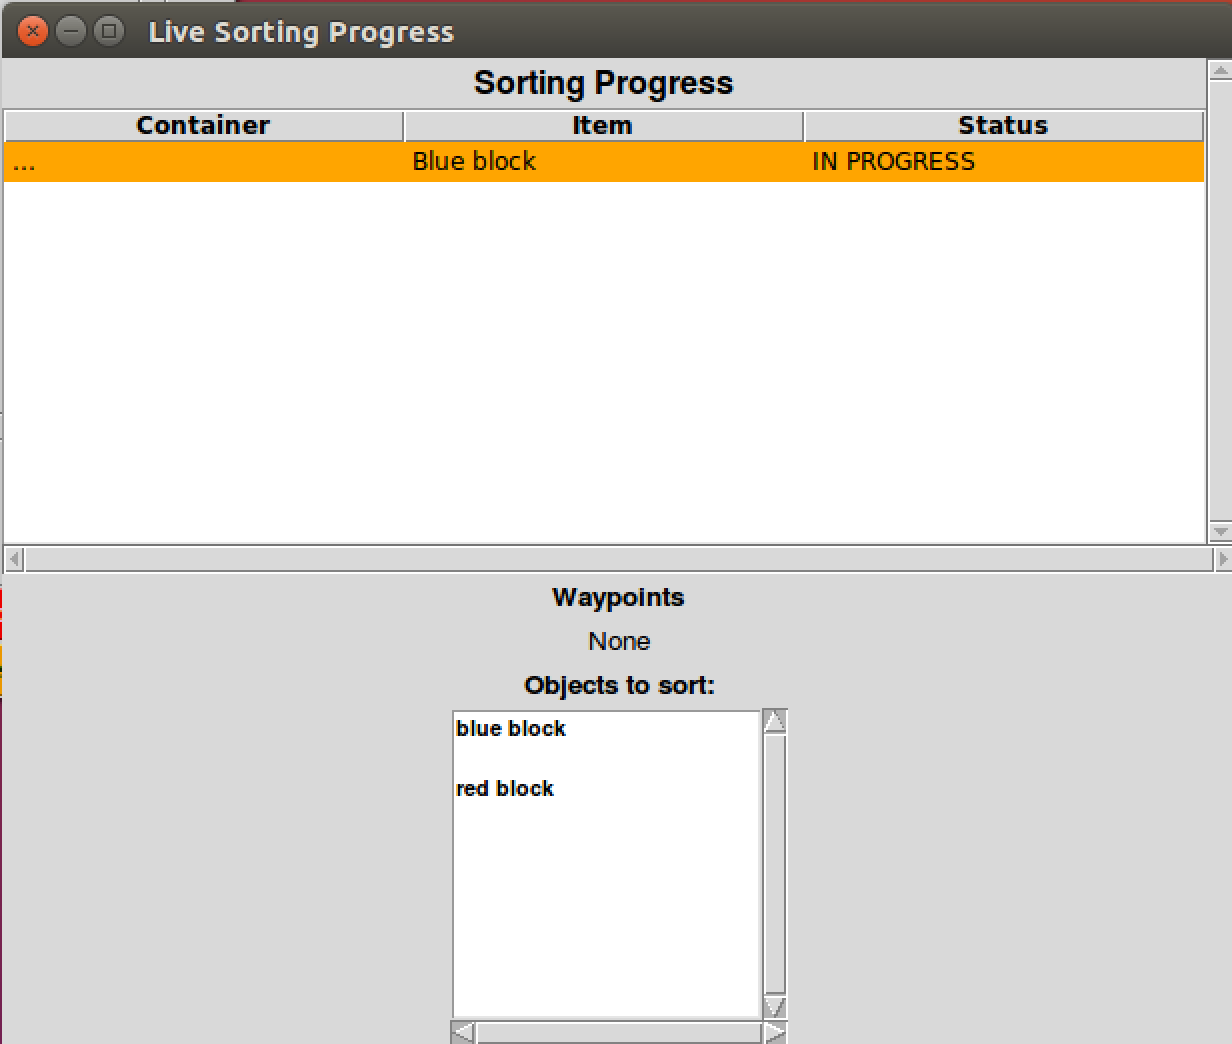 Live Sorting Progress
Sorting Progress
Container Item Status
... Blue block IN PROGRESS
Waypoints
None
Objects to sort:
blue block
red block